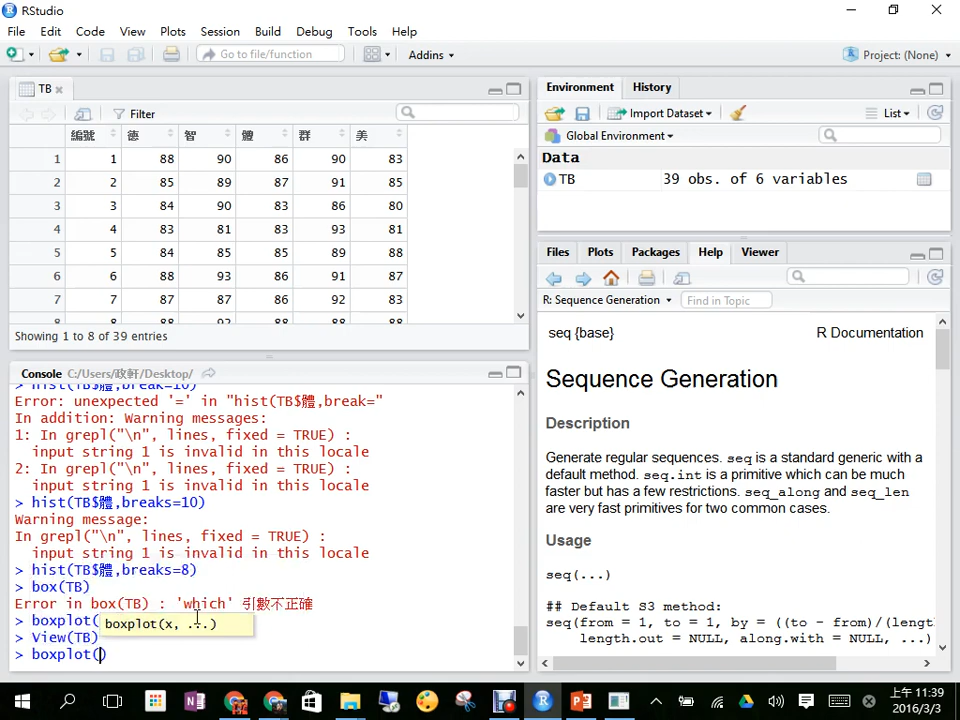 RStudio
File Edit Code View Plots Session Build Debug Tools Help
Go to file/function Addins Project: (None)
TB
Filter
編號 德 智 體 群 美
1 1 88 90 86 90 83
2 2 85 89 87 91 85
3 3 84 90 83 86 80
4 4 83 81 83 93 81
5 5 84 85 85 89 88
6 6 88 93 86 91 87
7 7 87 87 86 92 83
8 8 88 92 88 88 88
Showing 1 to 8 of 39 entries
Console C:/Users/政軒/Desktop/
> hist(TB$體,break=10)
Error: unexpected '=' in "hist(TB$體,break="
In addition: Warning messages:
1: In grepl("\n", lines, fixed = TRUE) :
input string 1 is invalid in this locale
2: In grepl("\n", lines, fixed = TRUE) :
input string 1 is invalid in this locale
> hist(TB$體,breaks=10)
Warning message:
In grepl("\n", lines, fixed = TRUE) :
input string 1 is invalid in this locale
> hist(TB$體,breaks=8)
> box(TB)
Error in box(TB) : 'which' 引數不正確
> boxplot(
boxplot(x, ...)
> View(TB)
> boxplot()
Environment History
Import Dataset List
Global Environment
Data
TB 39 obs. of 6 variables
Files Plots Packages Help Viewer
R: Sequence Generation Find in Topic
seq {base} R Documentation
Sequence Generation
Description
Generate regular sequences. seq is a standard generic with a
default method. seq.int is a primitive which can be much
faster but has a few restrictions. seq_along and seq_len
are very fast primitives for two common cases.
Usage
seq(...)
## Default S3 method:
seq(from = 1, to = 1, by = ((to - from)/(length
length.out = NULL, along.with = NULL, ...)
上午 11:39
2016/3/3